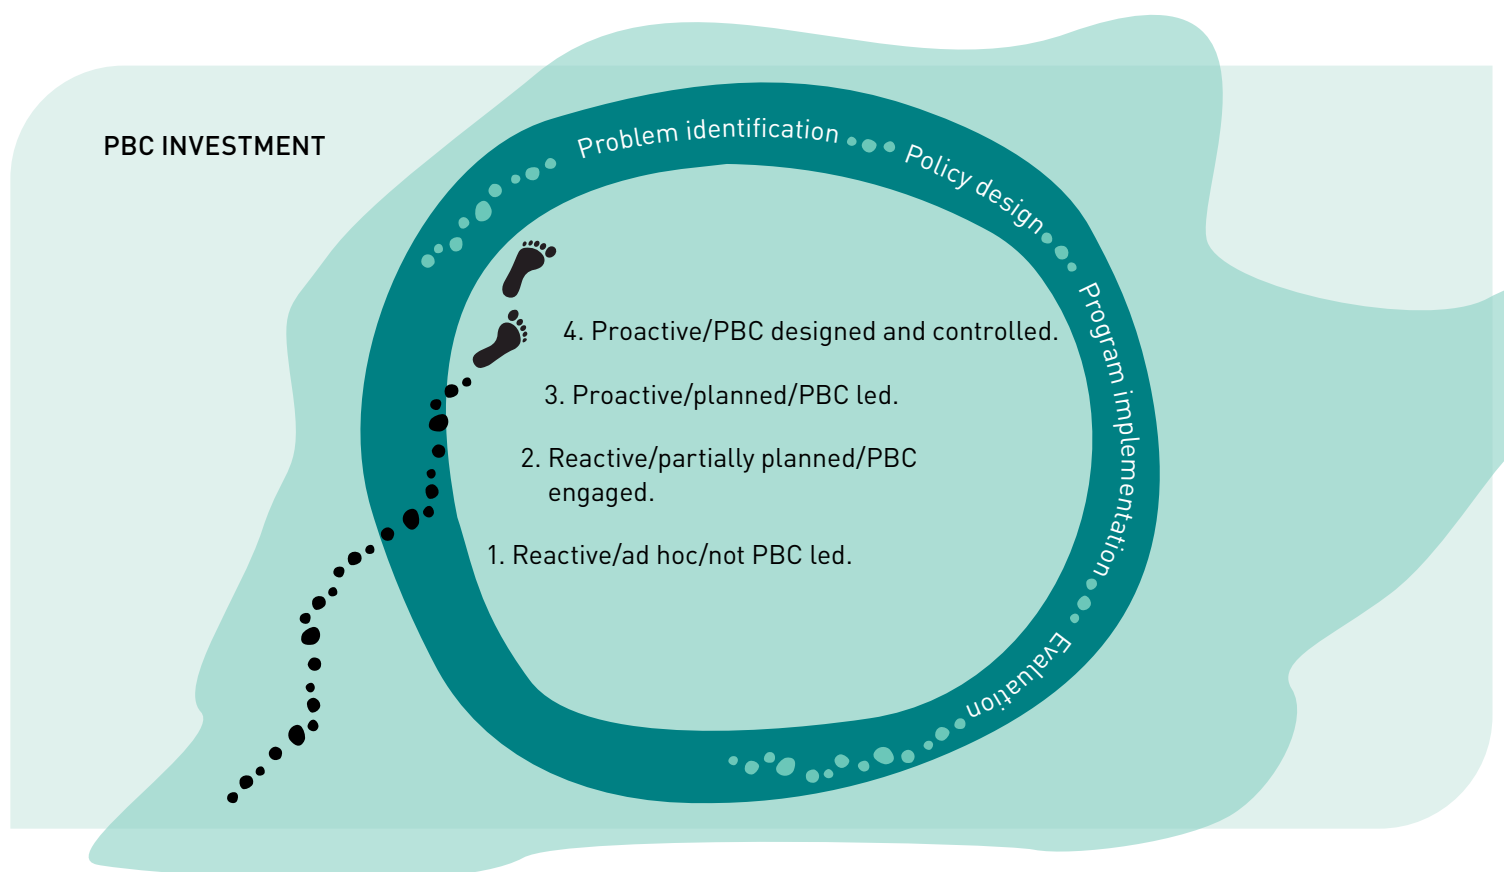 PBC INVESTMENT
Problem identification
Policy design
Program implementation
Evaluation
4. Proactive/PBC designed and controlled.
3. Proactive/planned/PBC led.
2. Reactive/partially planned/PBC
engaged.
1. Reactive/ad hoc/not PBC led.